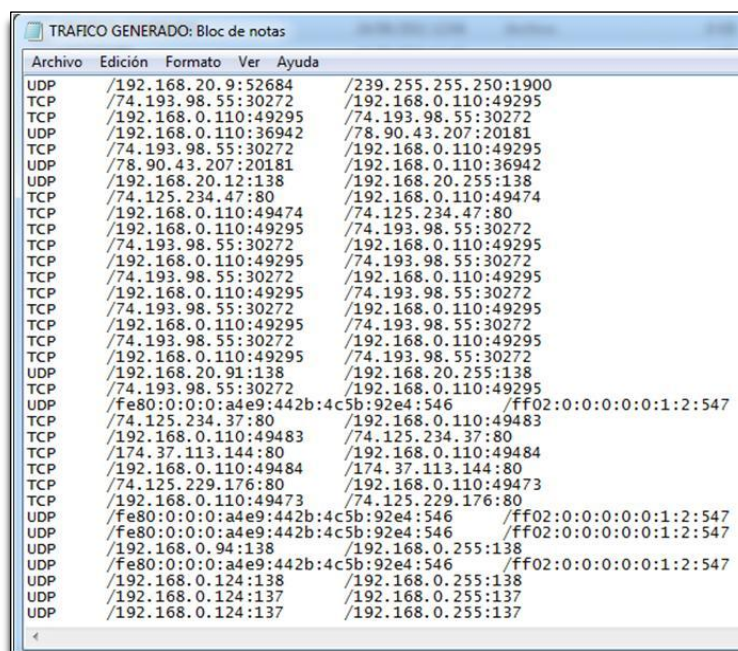 TRAFICO GENERADO: Bloc de notas
Archivo Edición Formato Ver Ayuda
UDP /192.168.20.9:52684 /239.255.255.250:1900
TCP /74.193.98.55:30272 /192.168.0.110:49295
TCP /192.168.0.110:49295 /74.193.98.55:30272
UDP /192.168.0.110:36942 /78.90.43.207:20181
TCP /74.193.98.55:30272 /192.168.0.110:49295
UDP /78.90.43.207:20181 /192.168.0.110:36942
UDP /192.168.20.12:138 /192.168.20.255:138
TCP /74.125.234.47:80 /192.168.0.110:49474
TCP /192.168.0.110:49474 /74.125.234.47:80
TCP /192.168.0.110:49295 /74.193.98.55:30272
TCP /74.193.98.55:30272 /192.168.0.110:49295
TCP /192.168.0.110:49295 /74.193.98.55:30272
TCP /74.193.98.55:30272 /192.168.0.110:49295
TCP /192.168.0.110:49295 /74.193.98.55:30272
TCP /74.193.98.55:30272 /192.168.0.110:49295
TCP /192.168.0.110:49295 /74.193.98.55:30272
TCP /74.193.98.55:30272 /192.168.0.110:49295
TCP /192.168.0.110:49295 /74.193.98.55:30272
UDP /192.168.20.91:138 /192.168.20.255:138
TCP /74.193.98.55:30272 /192.168.0.110:49295
UDP /fe80:0:0:0:a4e9:442b:4c5b:92e4:546 /ff02:0:0:0:0:0:1:2:547
TCP /74.125.234.37:80 /192.168.0.110:49483
TCP /192.168.0.110:49483 /74.125.234.37:80
TCP /174.37.113.144:80 /192.168.0.110:49484
TCP /192.168.0.110:49484 /174.37.113.144:80
TCP /74.125.229.176:80 /192.168.0.110:49473
TCP /192.168.0.110:49473 /74.125.229.176:80
UDP /fe80:0:0:0:a4e9:442b:4c5b:92e4:546 /ff02:0:0:0:0:0:1:2:547
UDP /fe80:0:0:0:a4e9:442b:4c5b:92e4:546 /ff02:0:0:0:0:0:1:2:547
UDP /192.168.0.94:138 /192.168.0.255:138
UDP /fe80:0:0:0:a4e9:442b:4c5b:92e4:546 /ff02:0:0:0:0:0:1:2:547
UDP /192.168.0.124:138 /192.168.0.255:138
UDP /192.168.0.124:137 /192.168.0.255:137
UDP /192.168.0.124:137 /192.168.0.255:137